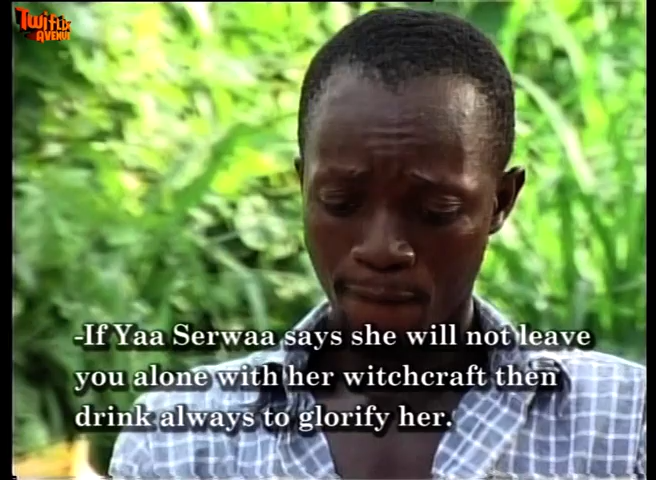 Twiflix
AVENUE
-If Yaa Serwaa says she will not leave
you alone with her witchcraft then
drink always to glorify her.